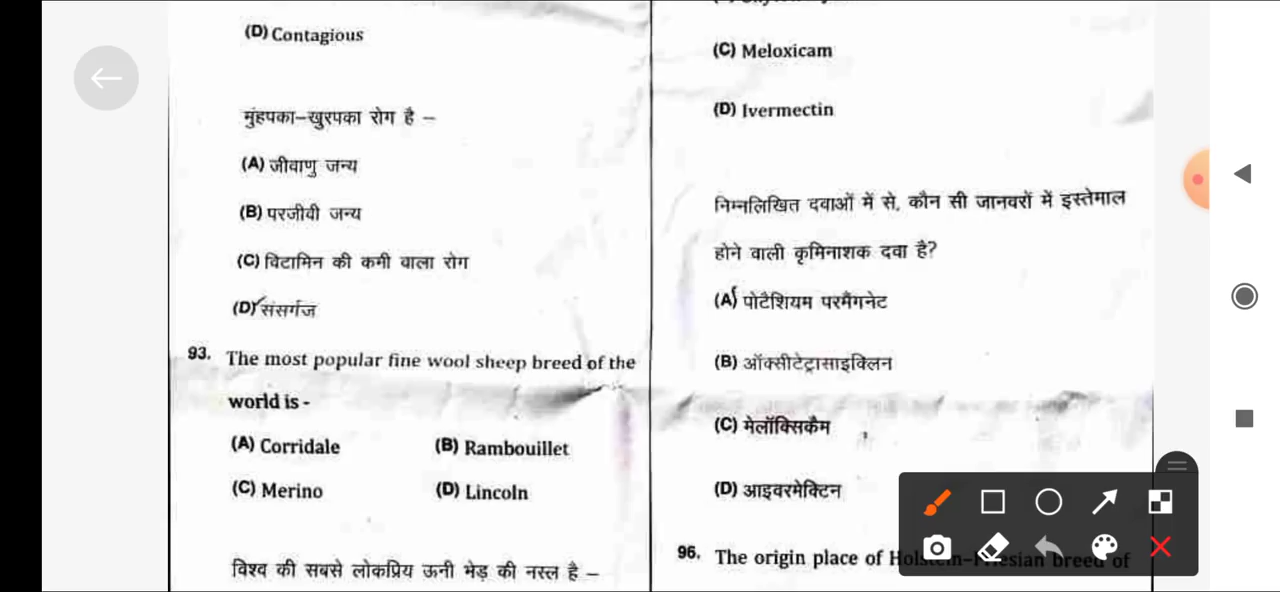 (D) Contagious
मुंहपका-खुरपका रोग है –
(A) जीवाणु जन्य
(B) परजीवी जन्य
(C) विटामिन की कमी वाला रोग
(D) संसर्गज
93. The most popular fine wool sheep breed of the
world is -
(A) Corridale (B) Rambouillet
(C) Merino (D) Lincoln
विश्व की सबसे लोकप्रिय ऊनी भेड़ की नस्ल है –
(C) Meloxicam
(D) Ivermectin
निम्नलिखित दवाओं में से, कौन सी जानवरों में इस्तेमाल
होने वाली कृमिनाशक दवा है?
(A) पोटैशियम परमैंगनेट
(B) ऑक्सीटेट्रासाइक्लिन
(C) मेलॉक्सिकैम
(D) आइवरमेक्टिन
96. The origin place of breed of